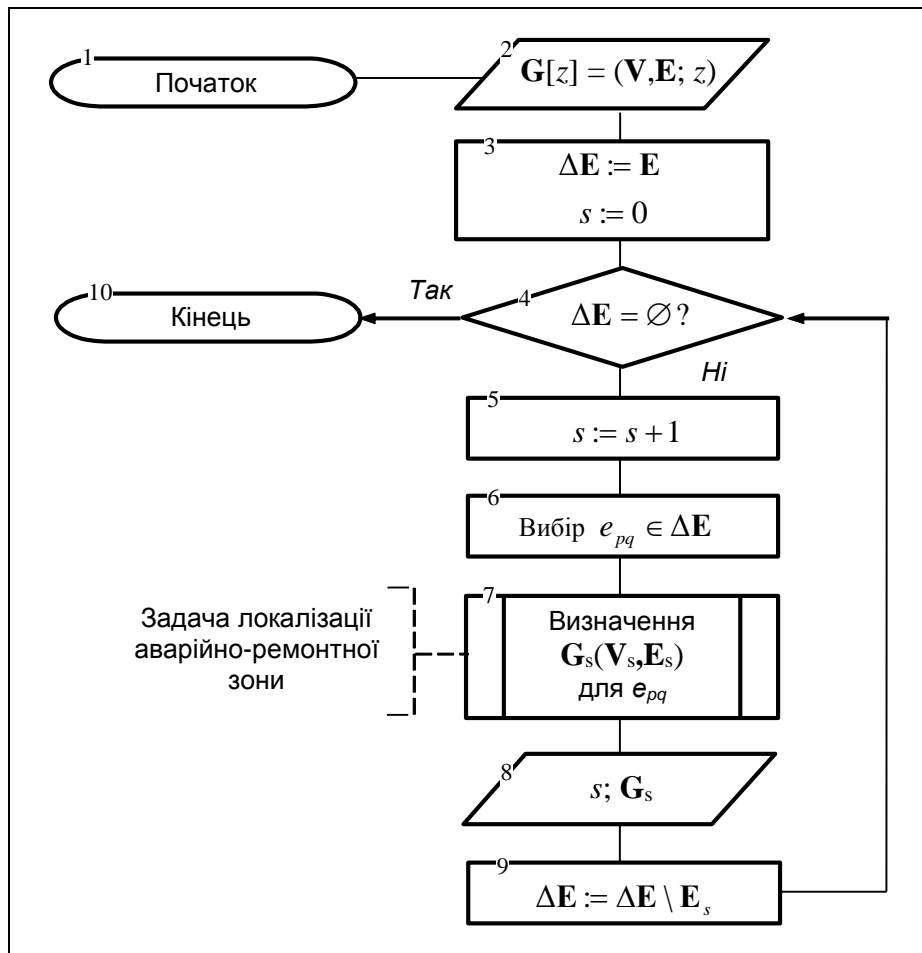 1
Початок
2
G[z] = (V,E; z)
3
ΔE := E
s := 0
10
Кінець
Так
4
ΔE = ∅ ?
Ні
5
s := s + 1
6
Вибір e_pq ∈ ΔE
Задача локалізації
аварійно-ремонтної
зони
7
Визначення
G_s(V_s,E_s)
для e_pq
8
s; G_s
9
ΔE := ΔE \ E_s